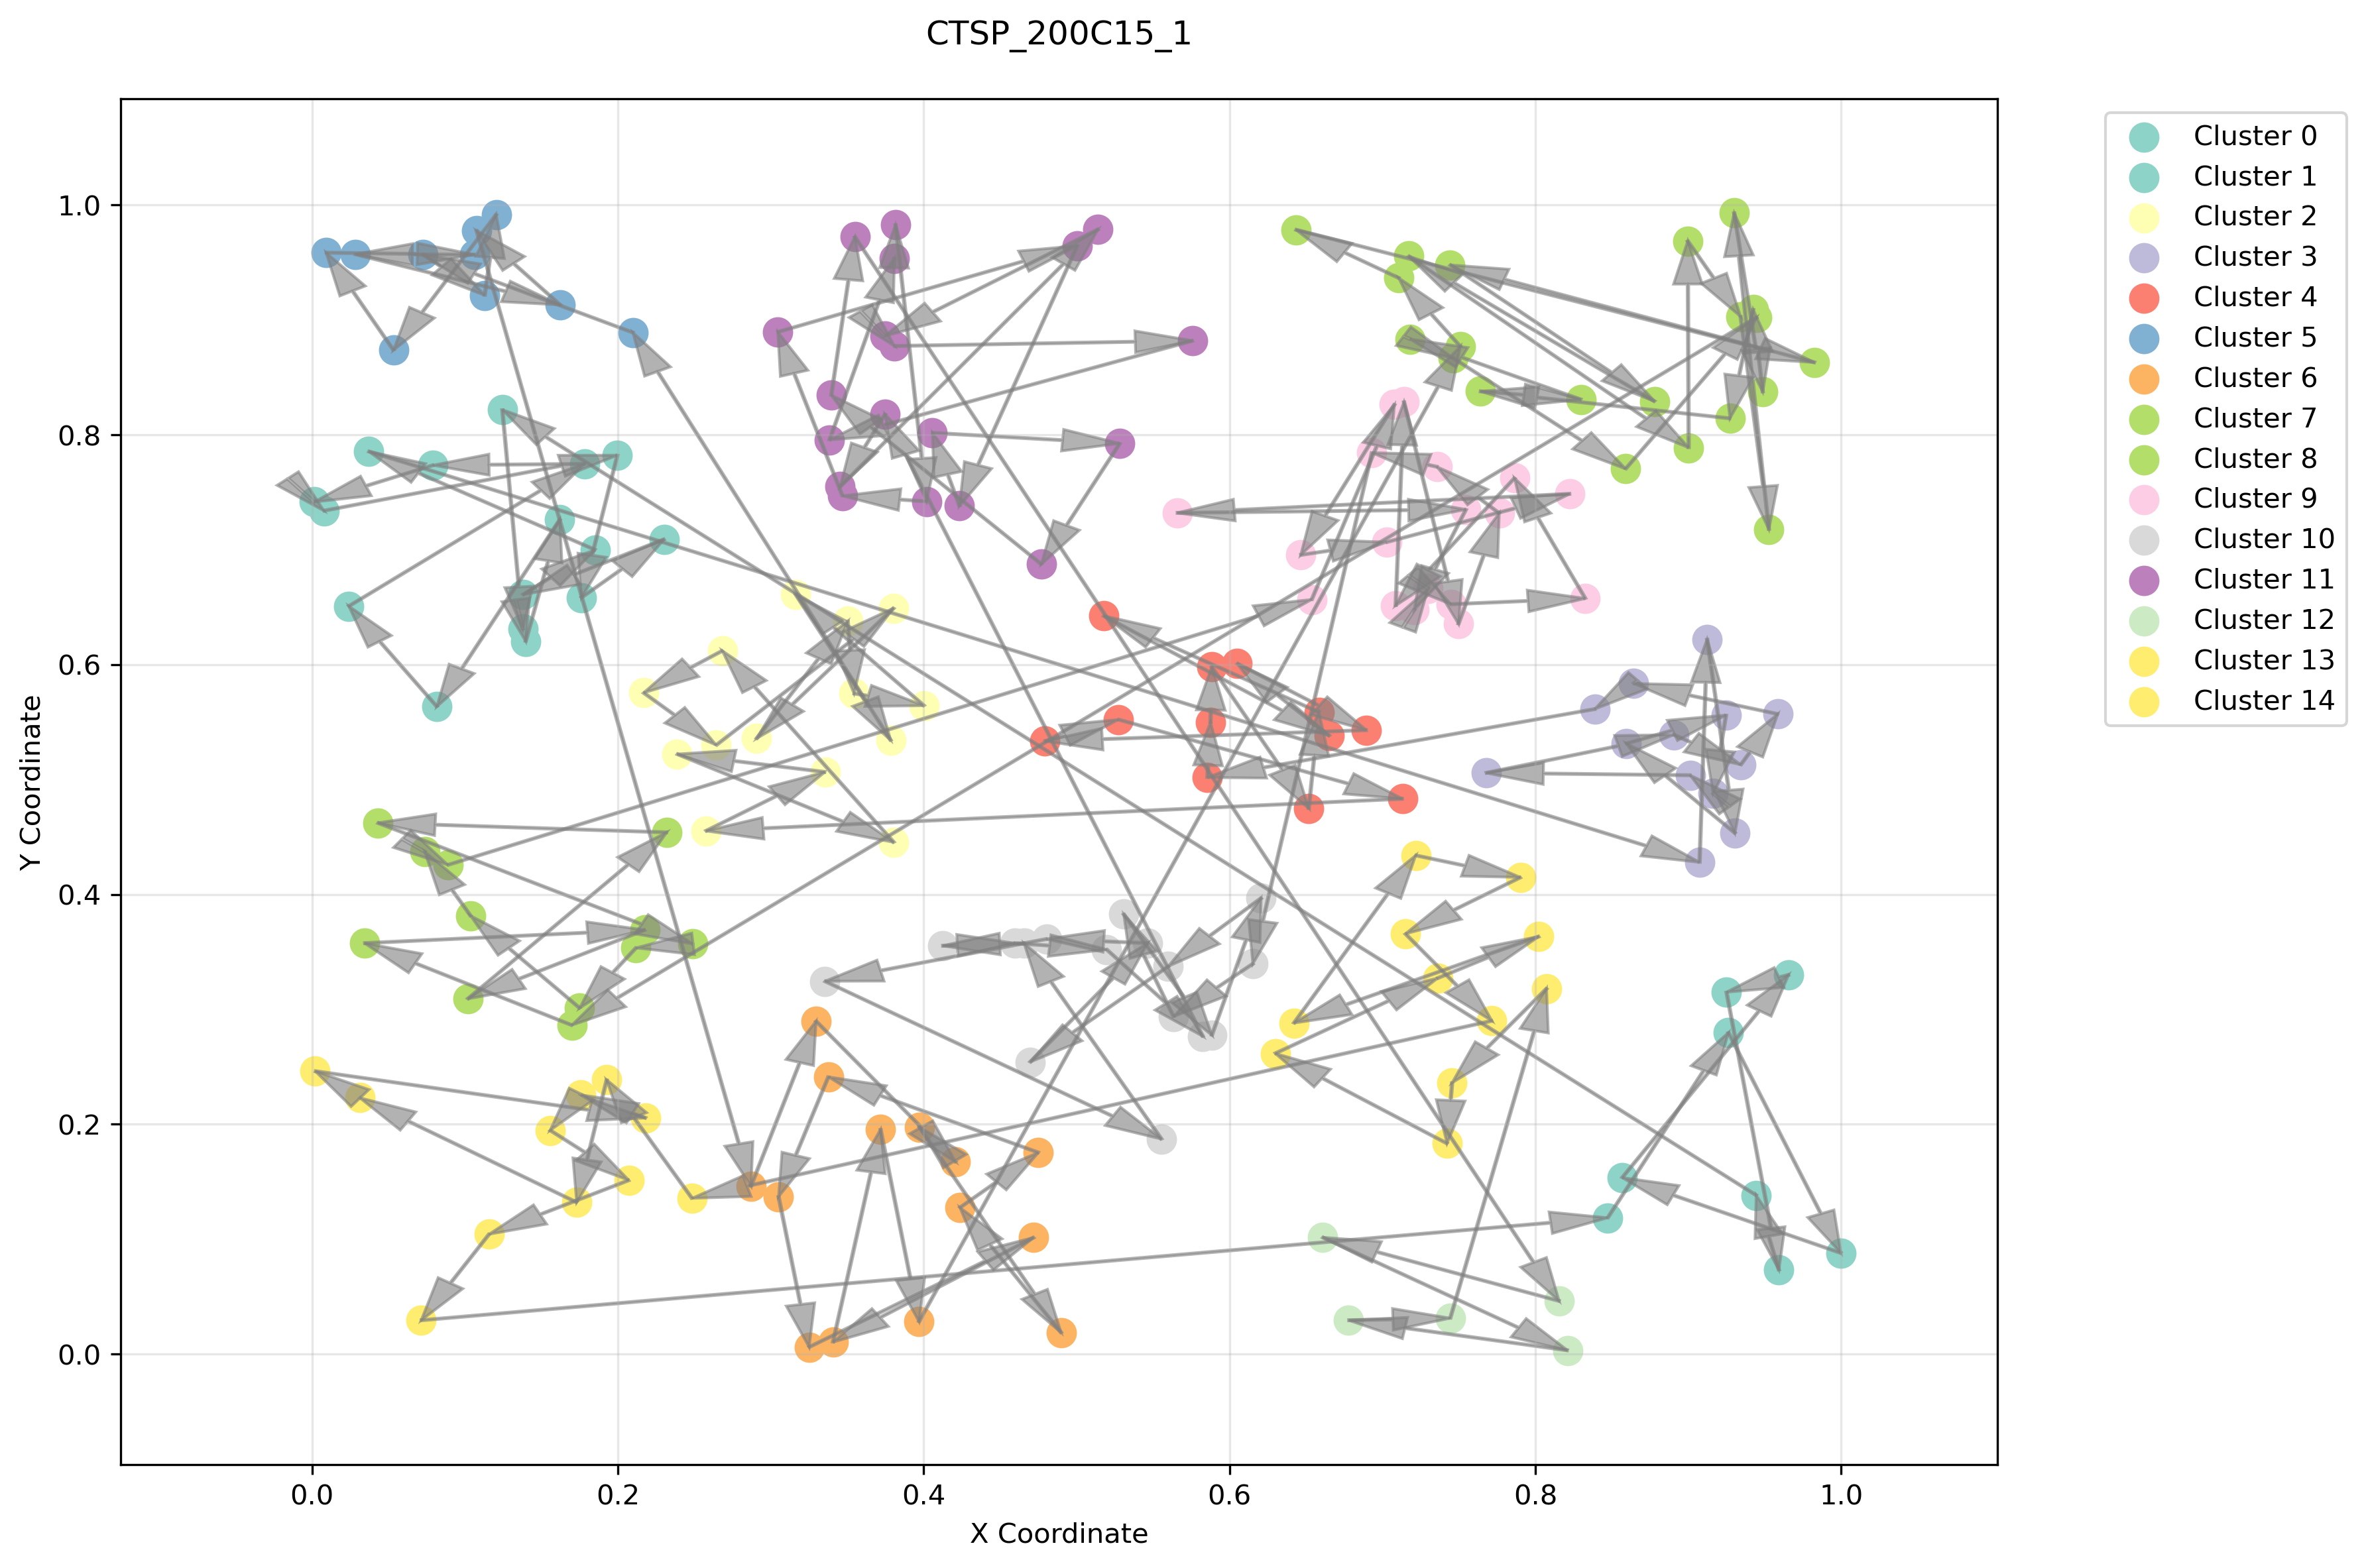 CTSP_200C15_1
1.0
0.8
0.6
0.4
0.2
0.0
Y Coordinate
0.0
0.2
0.4
0.6
0.8
1.0
X Coordinate
Cluster 0
Cluster 1
Cluster 2
Cluster 3
Cluster 4
Cluster 5
Cluster 6
Cluster 7
Cluster 8
Cluster 9
Cluster 10
Cluster 11
Cluster 12
Cluster 13
Cluster 14